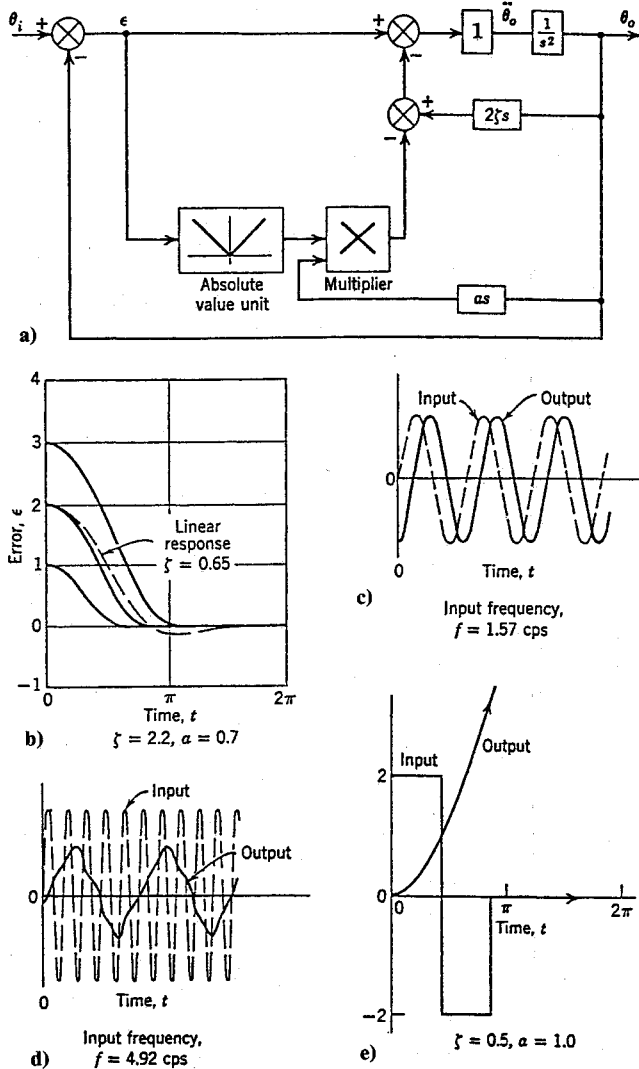 θi + − ϵ + − 1 θ̈o 1/s² θo
+ − 2ζs
Absolute value unit
Multiplier
as
a)
4
3
2
1
0
−1
Error, ϵ
Linear
response
ζ = 0.65
0 π 2π
Time, t
b) ζ = 2.2, a = 0.7
Input Output
0
0
Time, t
c)
Input frequency,
f = 1.57 cps
Input
Output
0
0
Time, t
Input frequency,
d) f = 4.92 cps
Input
Output
2
0
−2
0 π 2π
Time, t
e) ζ = 0.5, a = 1.0